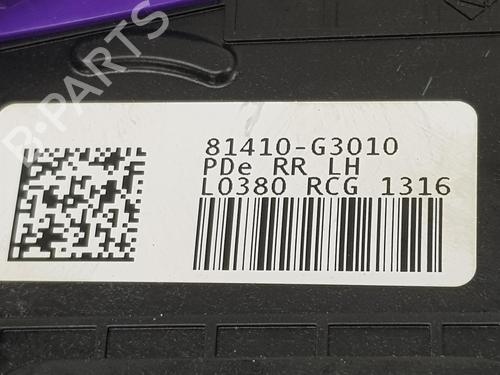 81410-G3010
PDe RR LH
L0380 RCG 1316
B-PARTS